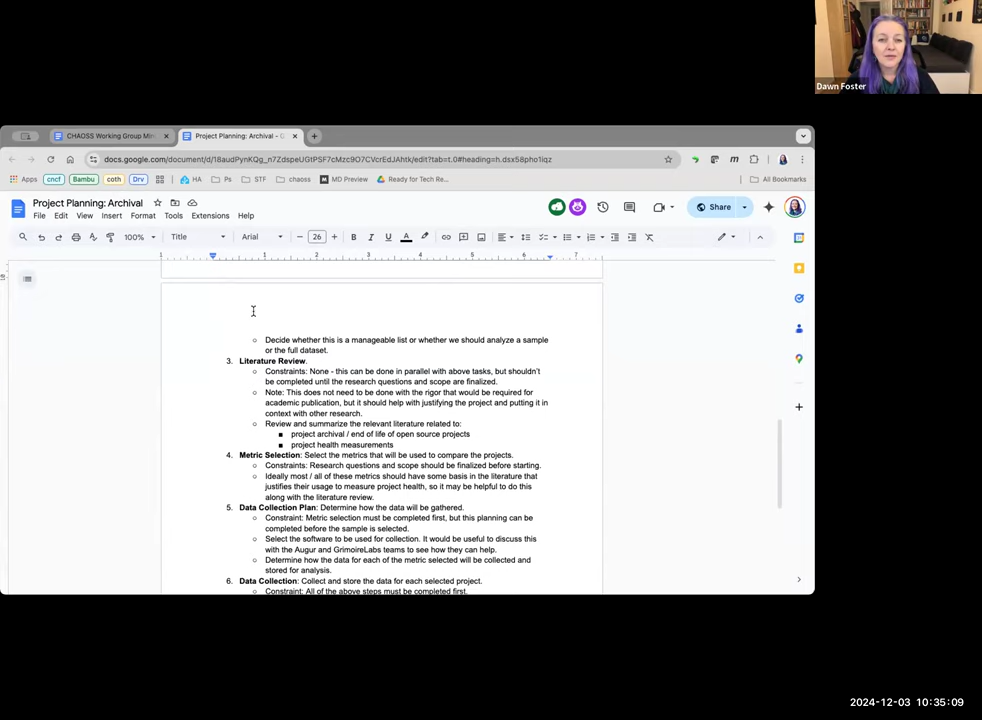 Dawn Foster
CHAOSS Working Group Min
Project Planning: Archival - G
docs.google.com/document/d/18audPynKQg_n7ZdspeUGtPSF7cMzc9O7CVcrEdJAhtk/edit?tab=t.0#heading=h.dsx58pho1iqz
Apps
cncf
Bambu
coth
Drv
HA
Ps
STF
chaoss
MD Preview
Ready for Tech Re...
All Bookmarks
Project Planning: Archival
File Edit View Insert Format Tools Extensions Help
Share
100% Title Arial 26 B I U A
1 1 2 3 4 5 6 7
Decide whether this is a manageable list or whether we should analyze a sample
or the full dataset.
3. Literature Review.
Constraints: None - this can be done in parallel with above tasks, but shouldn't
be completed until the research questions and scope are finalized.
Note: This does not need to be done with the rigor that would be required for
academic publication, but it should help with justifying the project and putting it in
context with other research.
Review and summarize the relevant literature related to:
project archival / end of life of open source projects
project health measurements
4. Metric Selection: Select the metrics that will be used to compare the projects.
Constraints: Research questions and scope should be finalized before starting.
Ideally most / all of these metrics should have some basis in the literature that
justifies their usage to measure project health, so it may be helpful to do this
along with the literature review.
5. Data Collection Plan: Determine how the data will be gathered.
Constraint: Metric selection must be completed first, but this planning can be
completed before the sample is selected.
Select the software to be used for collection. It would be useful to discuss this
with the Augur and GrimoireLabs teams to see how they can help.
Determine how the data for each of the metric selected will be collected and
stored for analysis.
6. Data Collection: Collect and store the data for each selected project.
Constraint: All of the above steps must be completed first.
2024-12-03 10:35:09